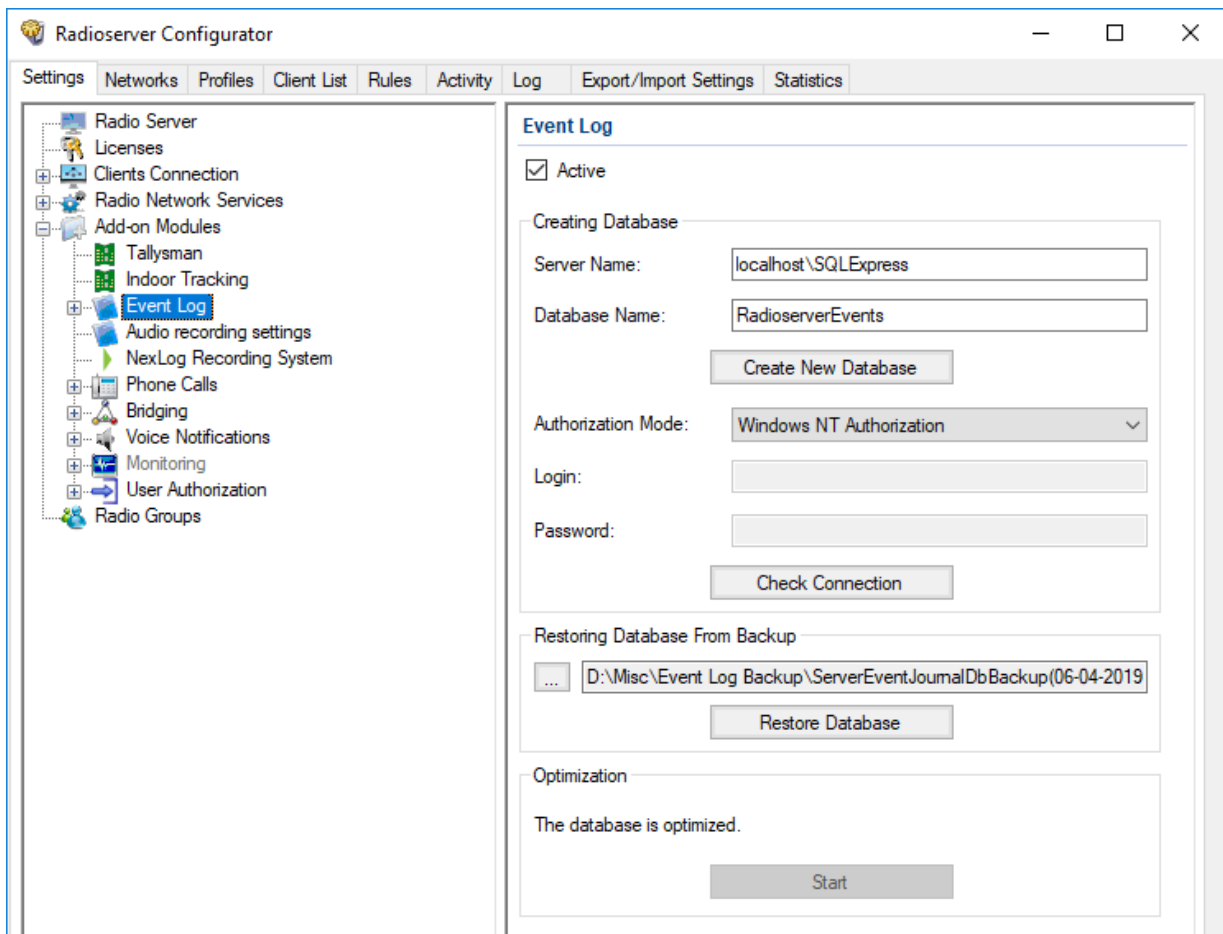 Radioserver Configurator
Settings Networks Profiles Client List Rules Activity Log Export/Import Settings Statistics
Radio Server
Licenses
Clients Connection
Radio Network Services
Add-on Modules
Tallysman
Indoor Tracking
Event Log
Audio recording settings
NexLog Recording System
Phone Calls
Bridging
Voice Notifications
Monitoring
User Authorization
Radio Groups
Event Log
Active
Creating Database
Server Name: localhost\SQLExpress
Database Name: RadioserverEvents
Create New Database
Authorization Mode: Windows NT Authorization
Login:
Password:
Check Connection
Restoring Database From Backup
... D:\Misc\Event Log Backup\ServerEventJournalDbBackup(06-04-2019
Restore Database
Optimization
The database is optimized.
Start